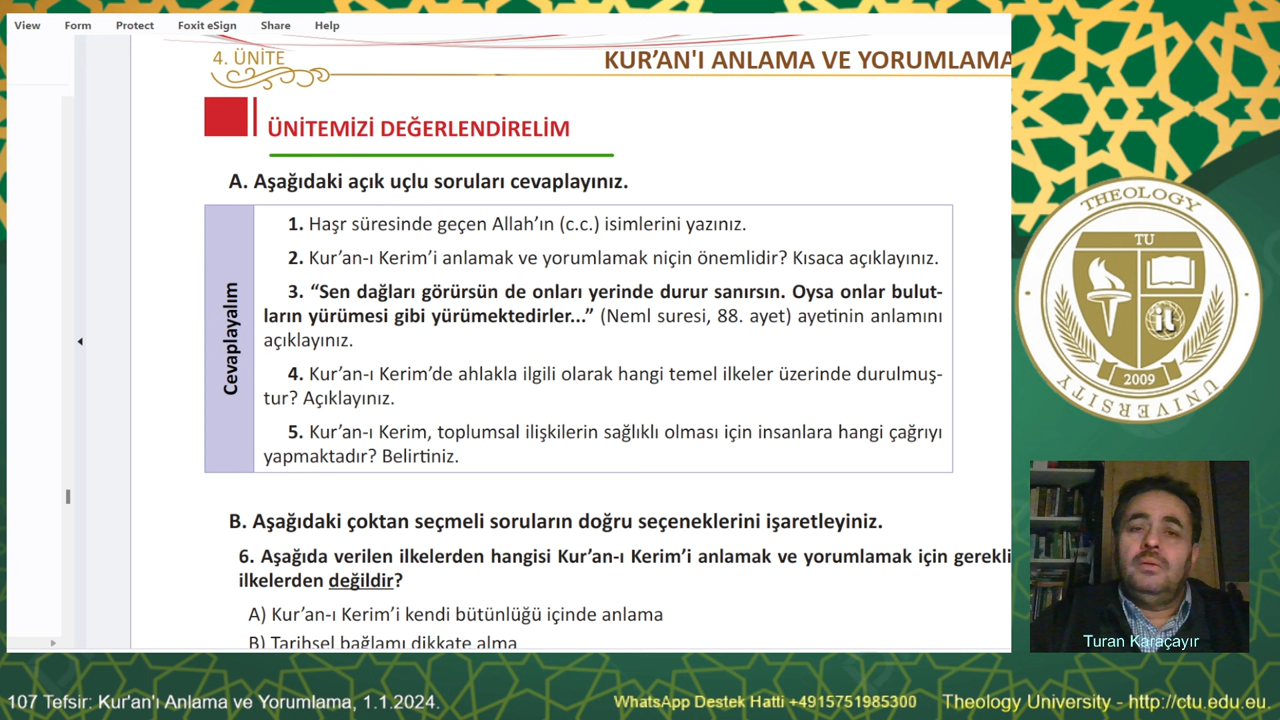 View Form Protect Foxit eSign Share Help
4. ÜNİTE
KUR’AN'I ANLAMA VE YORUMLAMA
ÜNİTEMİZİ DEĞERLENDİRELİM
A. Aşağıdaki açık uçlu soruları cevaplayınız.
Cevaplayalım
1. Haşr süresinde geçen Allah’ın (c.c.) isimlerini yazınız.
2. Kur’an-ı Kerim’i anlamak ve yorumlamak niçin önemlidir? Kısaca açıklayınız.
3. “Sen dağları görürsün de onları yerinde durur sanırsın. Oysa onlar bulut-
ların yürümesi gibi yürümektedirler...” (Neml suresi, 88. ayet) ayetinin anlamını
açıklayınız.
4. Kur’an-ı Kerim’de ahlakla ilgili olarak hangi temel ilkeler üzerinde durulmuş-
tur? Açıklayınız.
5. Kur’an-ı Kerim, toplumsal ilişkilerin sağlıklı olması için insanlara hangi çağrıyı
yapmaktadır? Belirtiniz.
B. Aşağıdaki çoktan seçmeli soruların doğru seçeneklerini işaretleyiniz.
6. Aşağıda verilen ilkelerden hangisi Kur’an-ı Kerim’i anlamak ve yorumlamak için gerekli
ilkelerden değildir?
A) Kur’an-ı Kerim’i kendi bütünlüğü içinde anlama
B) Tarihsel bağlamı dikkate alma
THEOLOGY
TU
it
2009
UNIVERSITY
Turan Karaçayır
107 Tefsir: Kur'an'ı Anlama ve Yorumlama, 1.1.2024.
WhatsApp Destek Hatti +4915751985300
Theology University - http://ctu.edu.eu.